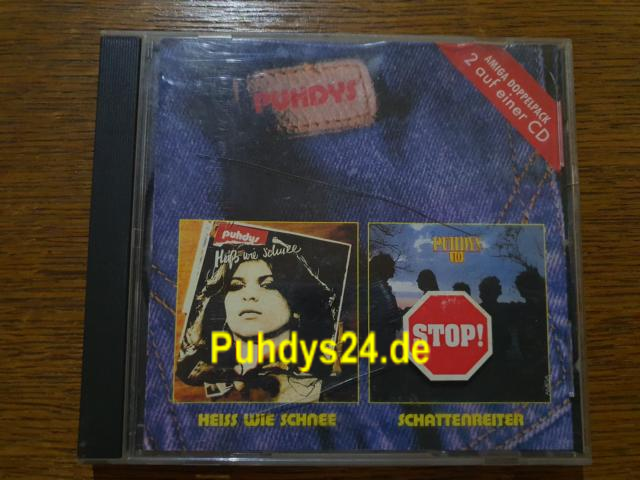 PUHDYS
AMIGA DOPPELPACK
2 auf einer CD
puhdys
Heiß wie Schnee
PUHDYS
10
STOP!
Puhdys24.de
HEISS WIE SCHNEE
SCHATTENREITER